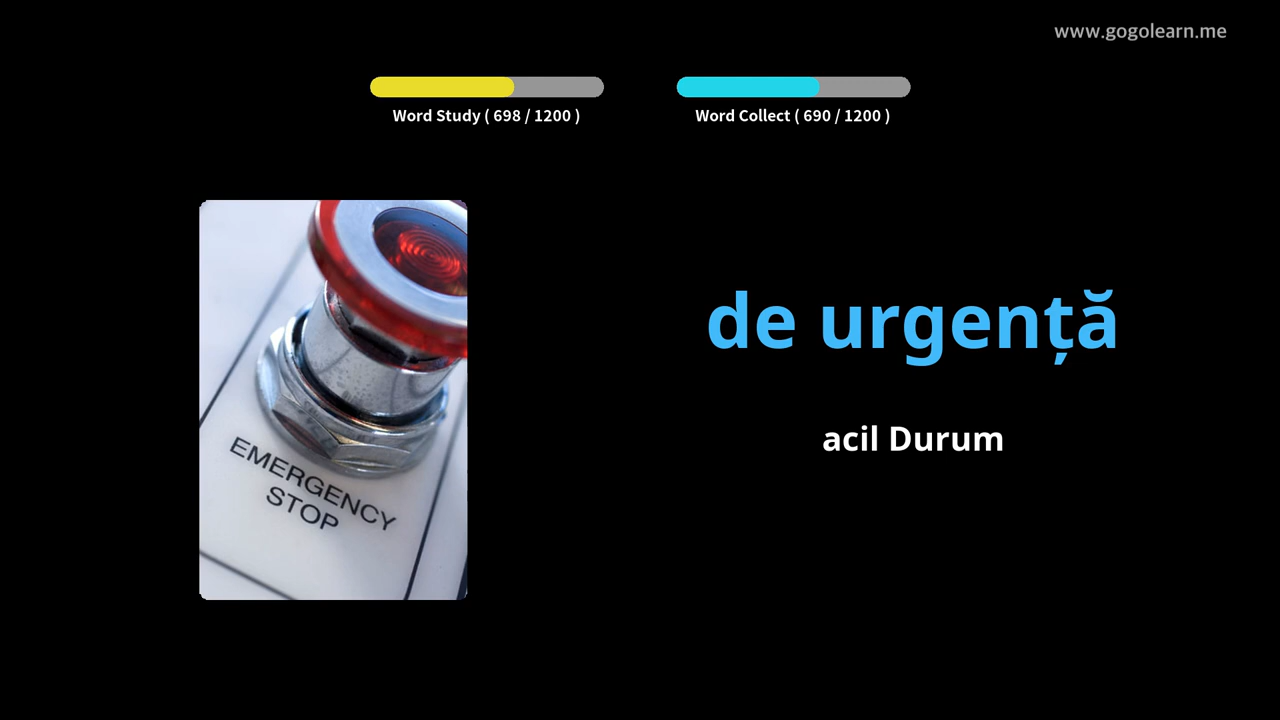 www.gogolearn.me
Word Study ( 698 / 1200 )
Word Collect ( 690 / 1200 )
de urgență
acil Durum
EMERGENCY
STOP